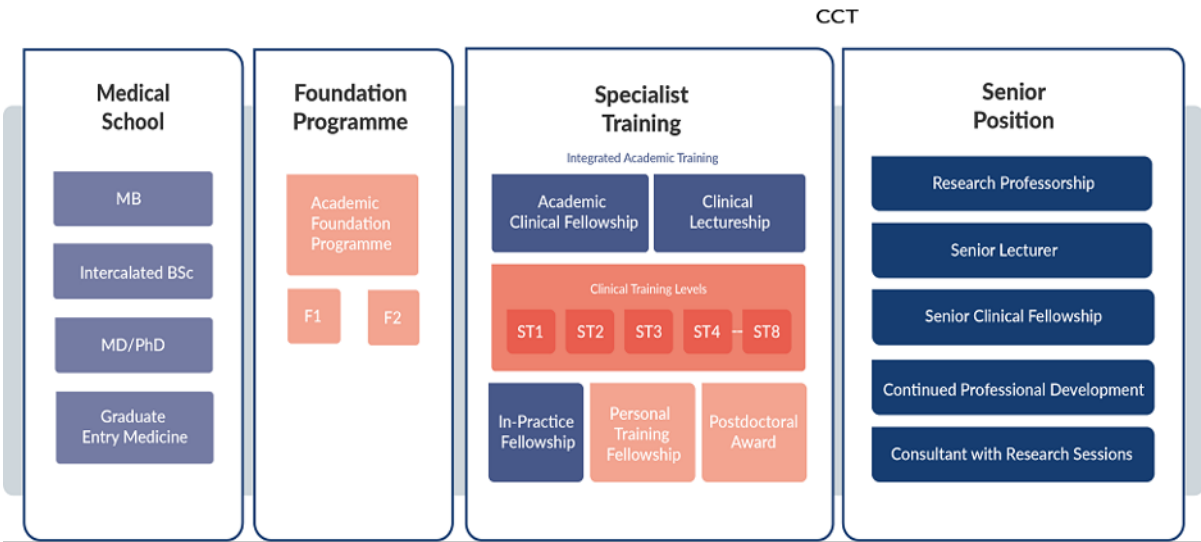 CCT
Medical
School
MB
Intercalated BSc
MD/PhD
Graduate
Entry Medicine
Foundation
Programme
Academic
Foundation
Programme
F1
F2
Specialist
Training
Integrated Academic Training
Academic
Clinical Fellowship
Clinical
Lectureship
Clinical Training Levels
ST1
ST2
ST3
ST4
ST8
In-Practice
Fellowship
Personal
Training
Fellowship
Postdoctoral
Award
Senior
Position
Research Professorship
Senior Lecturer
Senior Clinical Fellowship
Continued Professional Development
Consultant with Research Sessions